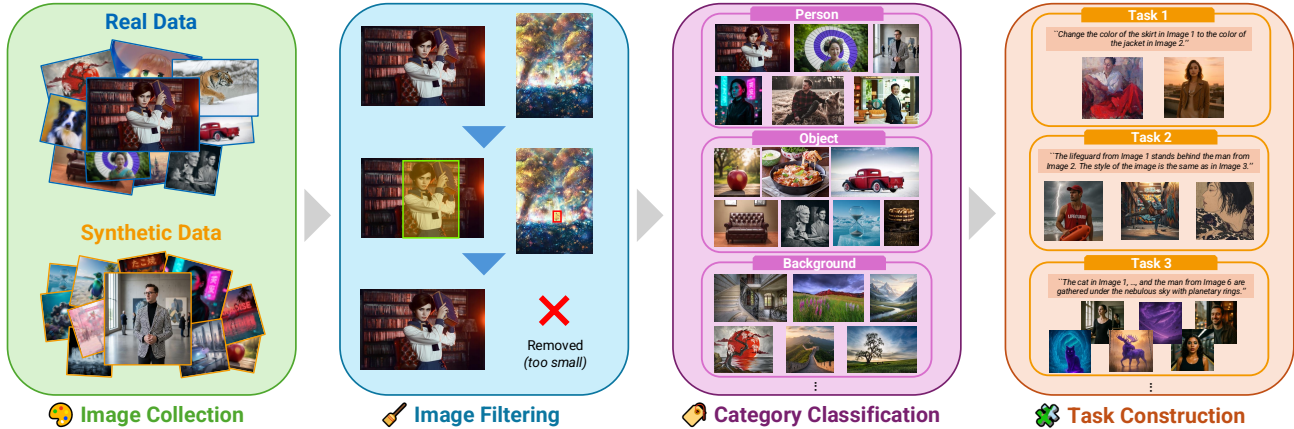 Real Data
Synthetic Data
たこ焼
Image Collection
Removed
(too small)
Image Filtering
Person
Object
Background
⋮
Category Classification
Task 1
``Change the color of the skirt in Image 1 to the color of
the jacket in Image 2.”
Task 2
``The lifeguard from Image 1 stands behind the man from
Image 2. The style of the image is the same as in Image 3.”
LIFEGUARD
Task 3
``The cat in Image 1, ..., and the man from Image 6 are
gathered under the nebulous sky with planetary rings.”
⋮
Task Construction